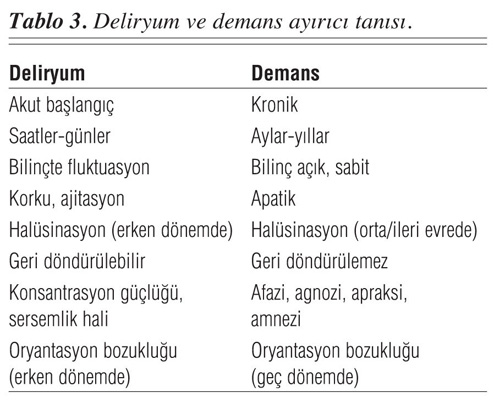 Tablo 3. Deliryum ve demans ayırıcı tanısı.
Deliryum Demans
Akut başlangıç Kronik
Saatler-günler Aylar-yıllar
Bilinçte fluktuasyon Bilinç açık, sabit
Korku, ajitasyon Apatik
Halüsinasyon (erken dönemde) Halüsinasyon (orta/ileri evrede)
Geri döndürülebilir Geri döndürülemez
Konsantrasyon güçlüğü, Afazi, agnozi, apraksi,
sersemlik hali amnezi
Oryantasyon bozukluğu Oryantasyon bozukluğu
(erken dönemde) (geç dönemde)